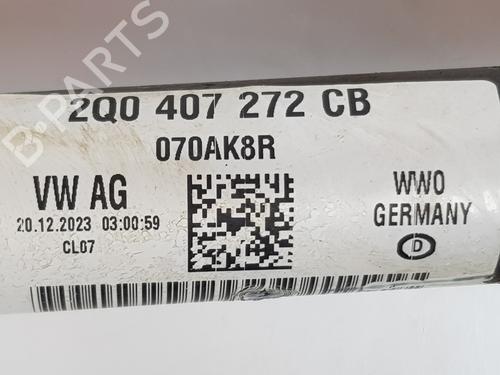 B-PARTS
2Q0 407 272 CB
070AK8R
VW AG
20.12.2023 03:00:59
CL07
WWO
GERMANY
D